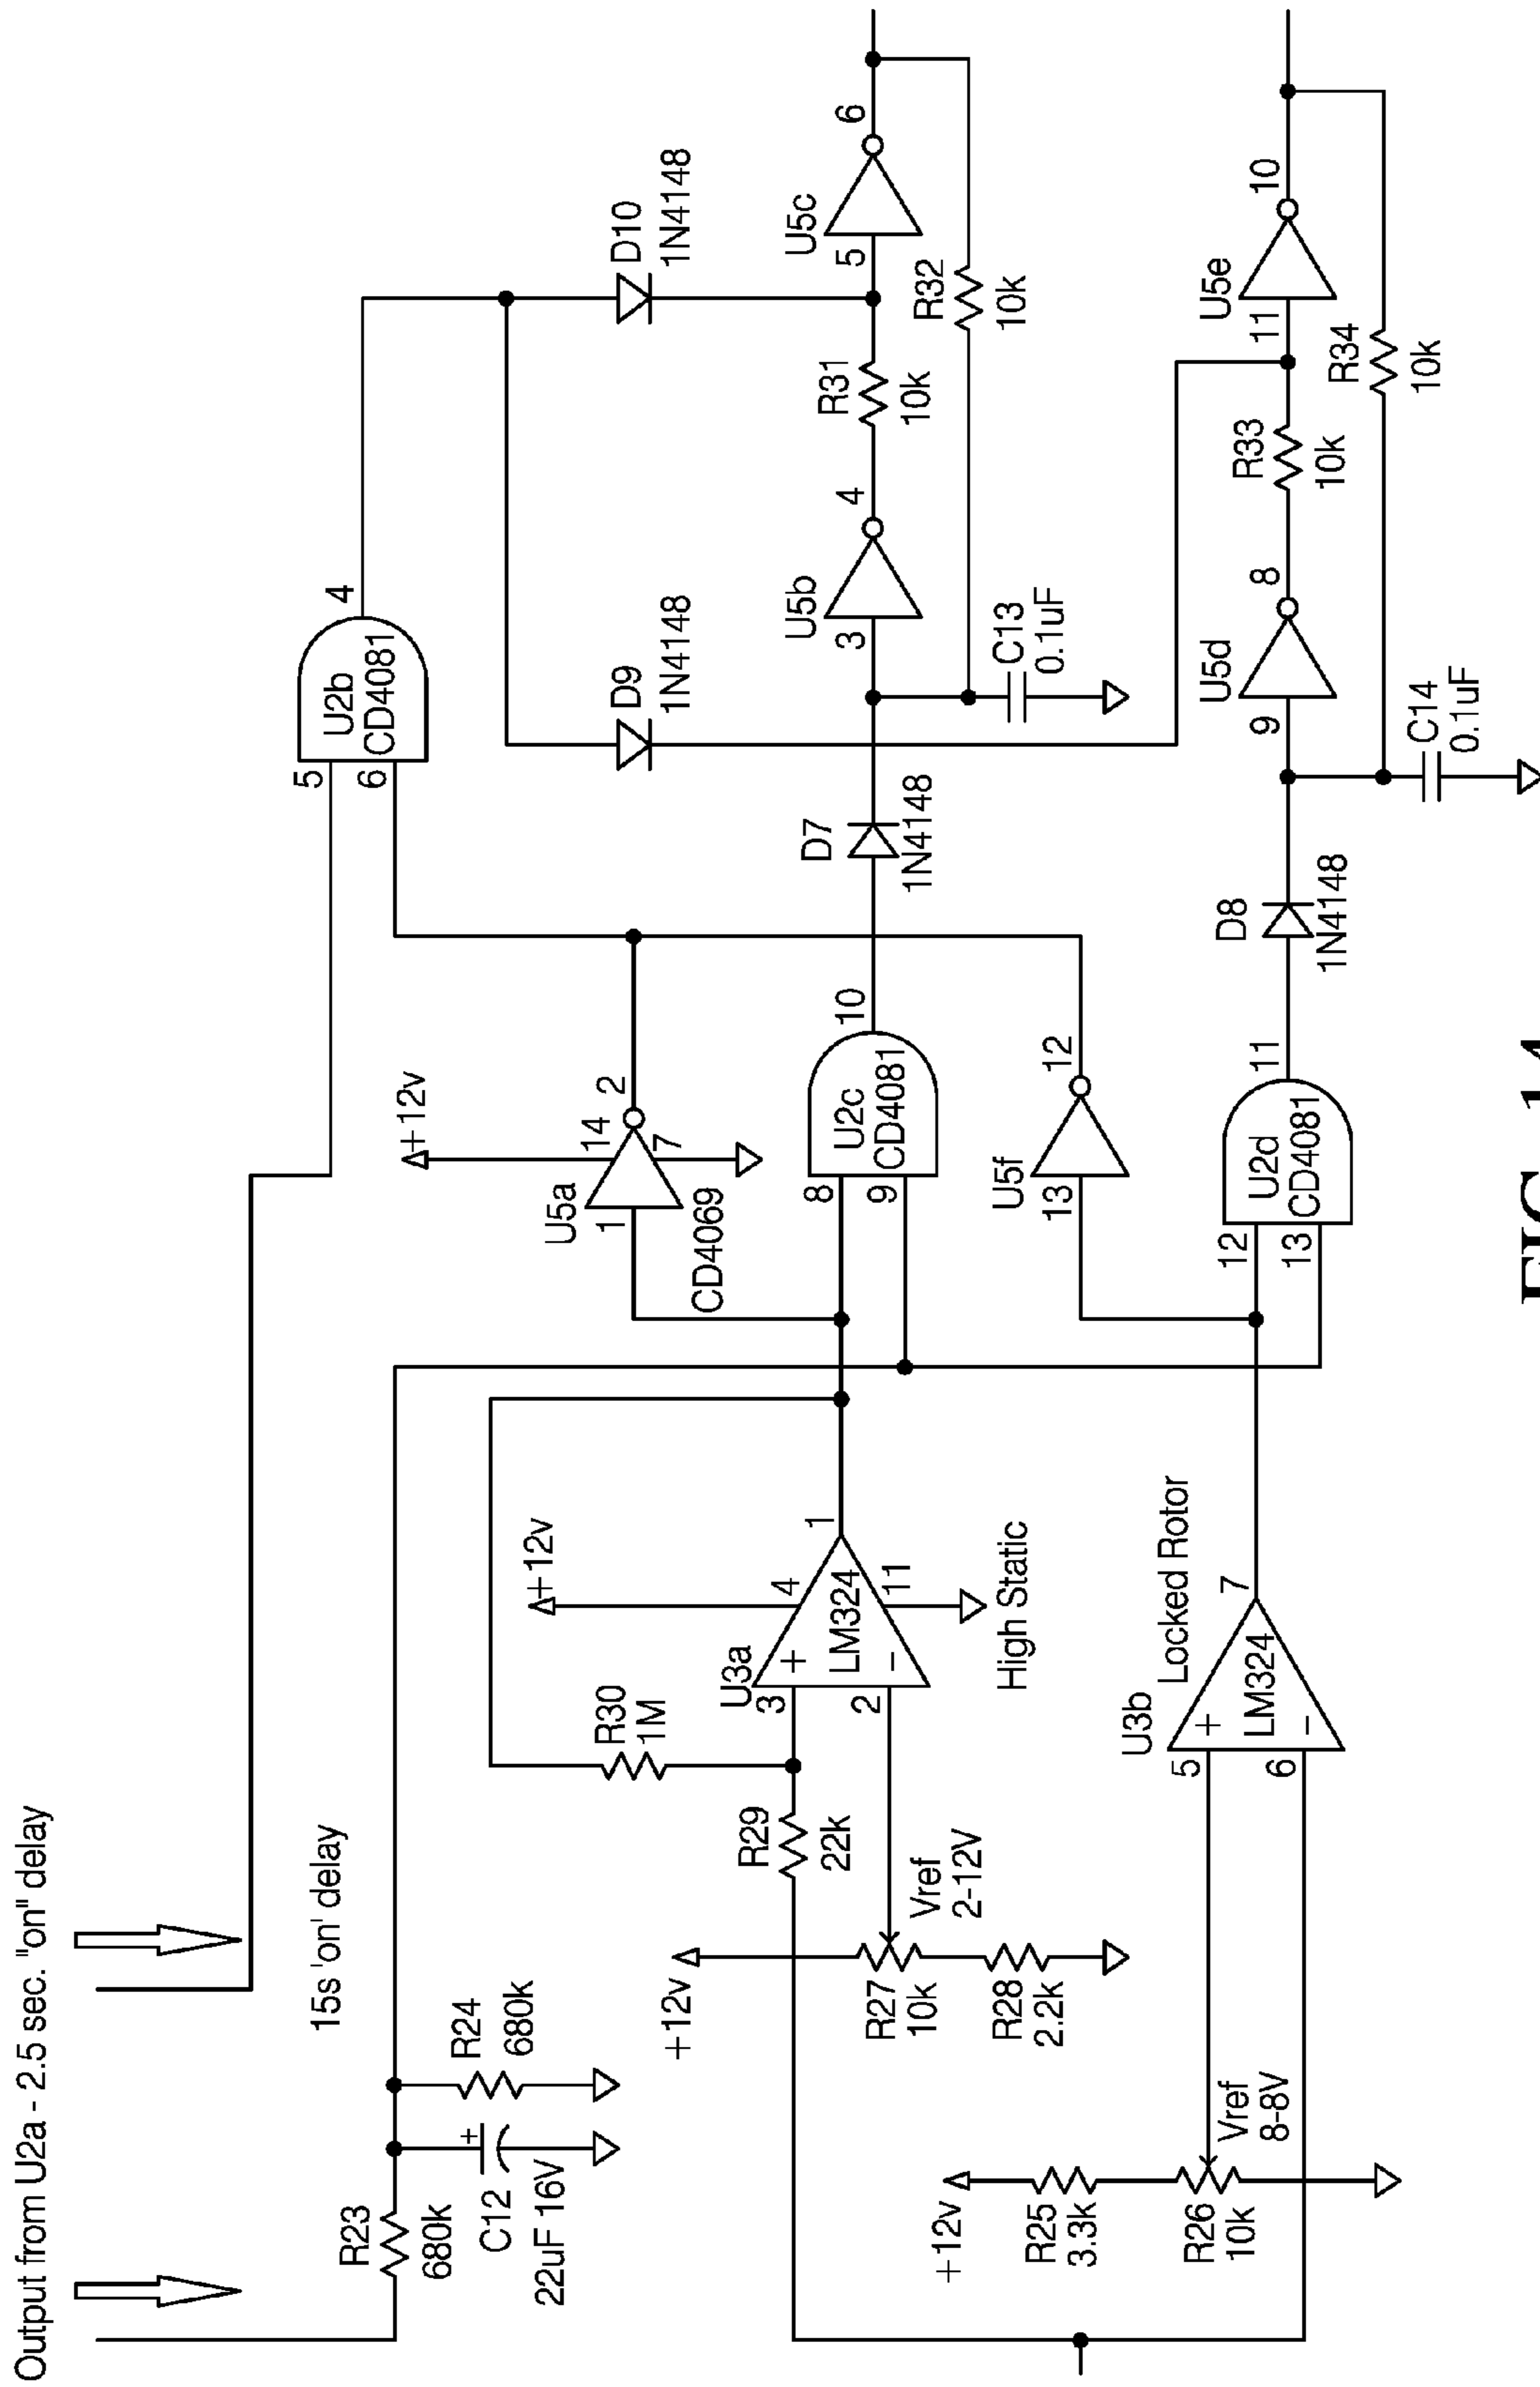 Output from U2a - 2.5 sec. "on" delay
15s 'on' delay
R23
680k
C12
22uF 16V
+
R24
680k
+12v
R27
10k
R28
2.2k
Vref
2-12V
+12v
R25
3.3k
R26
10k
Vref
8-8V
R29
22k
R30
1M
U3a
3
2
+
-
LM324
4
11
1
+12v
High Static
U3b
5
6
+
-
LM324
7
Locked Rotor
U5a
1
2
14
7
+12v
CD4069
8
9
U2c
CD4081
10
U5f
13
12
12
13
U2d
CD4081
11
5
6
U2b
CD4081
4
D7
1N4148
D8
1N4148
D9
1N4148
D10
1N4148
U5b
3
4
C13
0.1uF
R31
10k
U5c
5
6
R32
10k
U5d
9
8
C14
0.1uF
R33
10k
U5e
11
10
R34
10k